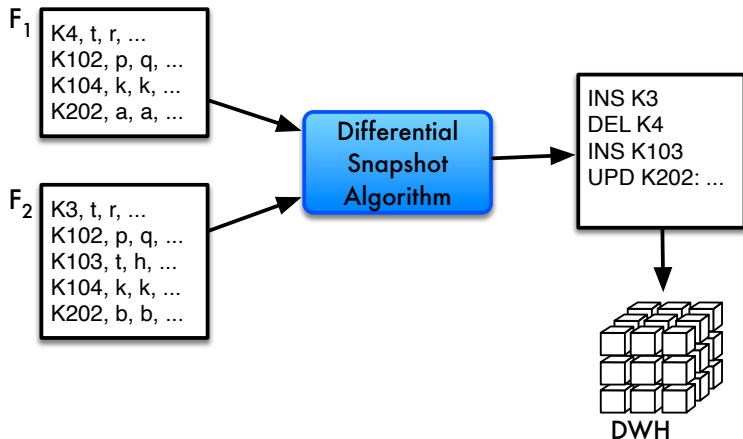 F1
K4, t, r, ...
K102, p, q, ...
K104, k, k, ...
K202, a, a, ...
F2
K3, t, r, ...
K102, p, q, ...
K103, t, h, ...
K104, k, k, ...
K202, b, b, ...
Differential
Snapshot
Algorithm
INS K3
DEL K4
INS K103
UPD K202: ...
DWH